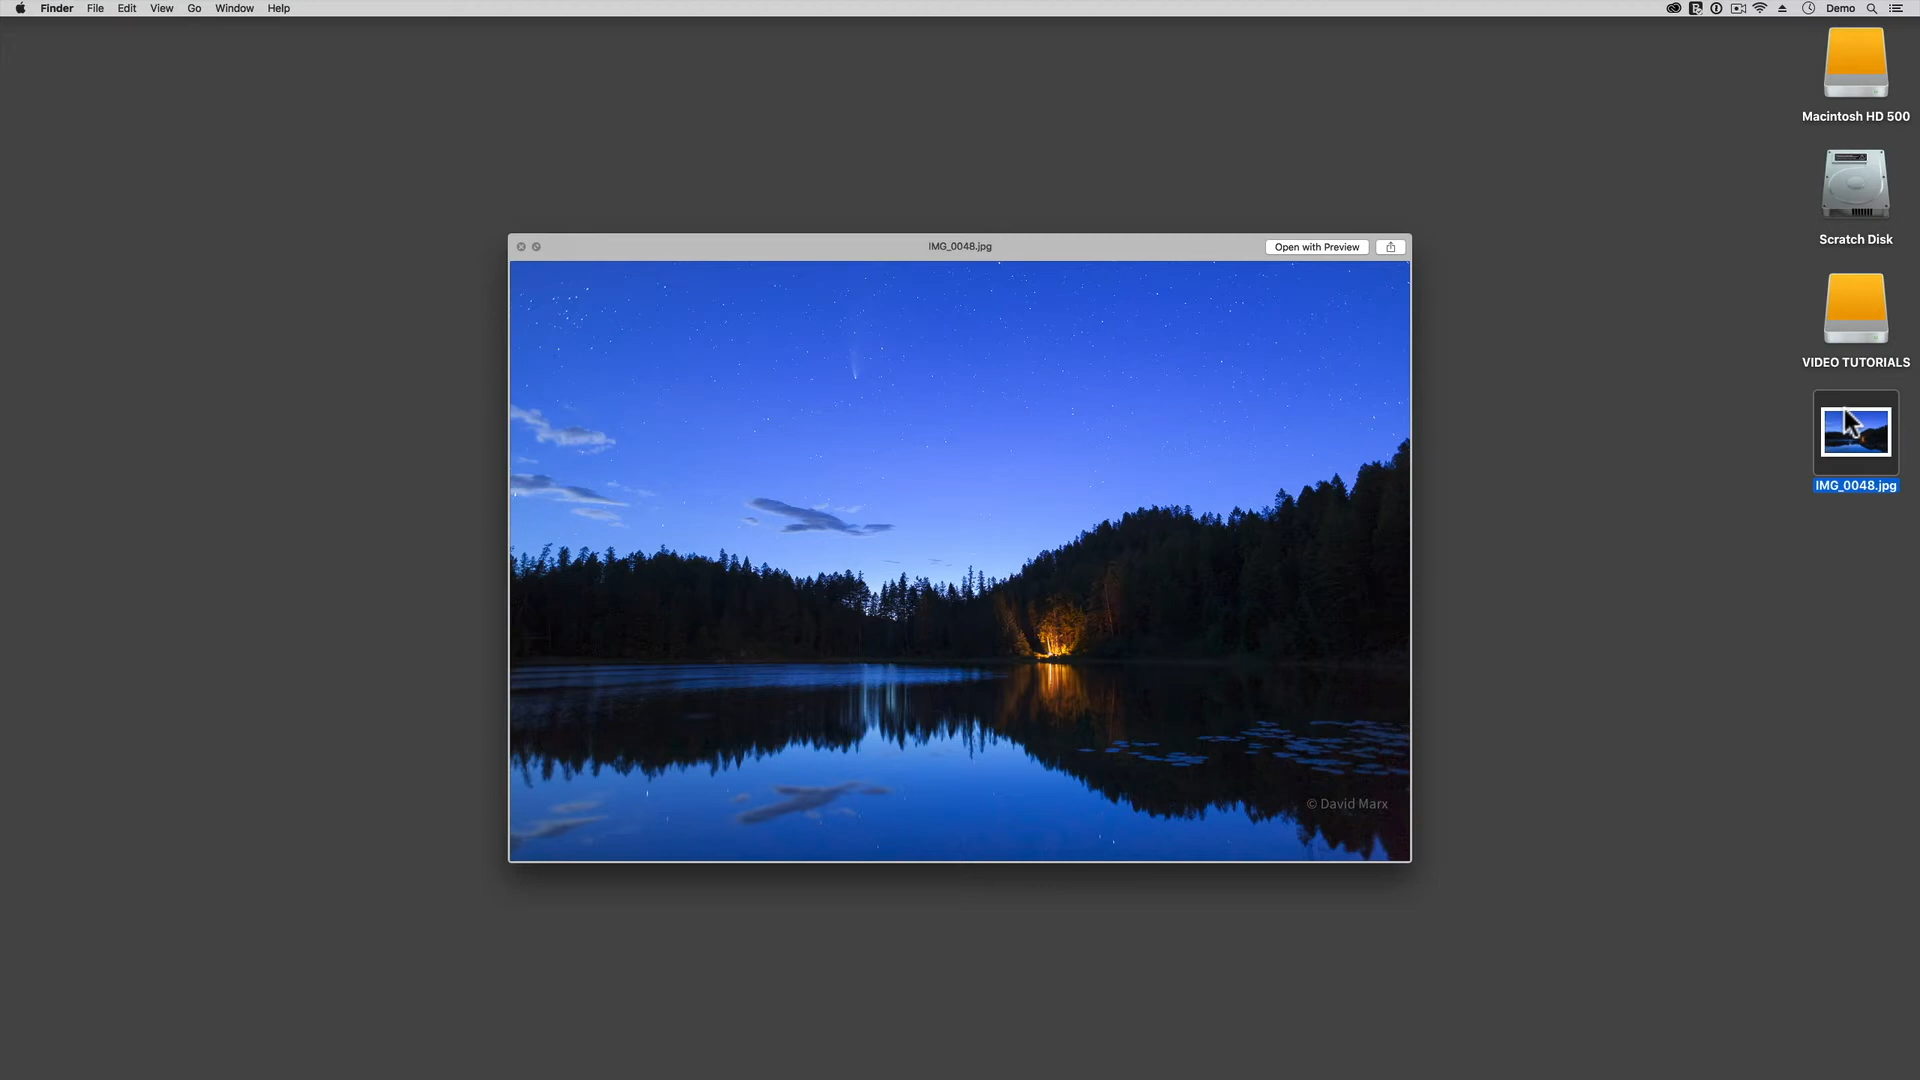 Finder File Edit View Go Window Help Demo
Macintosh HD 500
Scratch Disk
VIDEO TUTORIALS
IMG_0048.jpg
IMG_0048.jpg Open with Preview
© David Marx